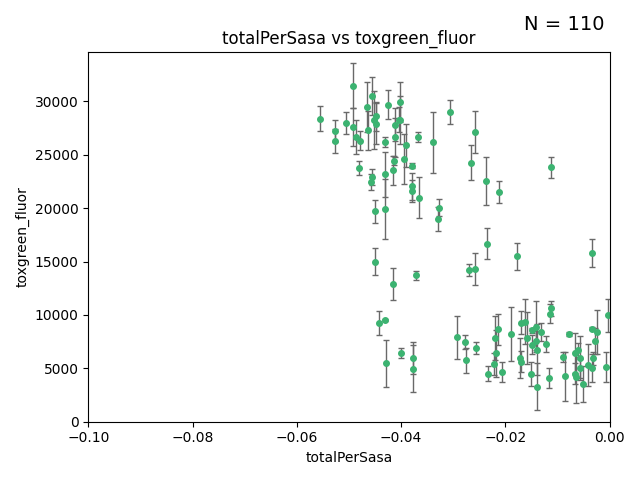 N = 110
totalPerSasa vs toxgreen_fluor
toxgreen_fluor
30000
25000
20000
15000
10000
5000
0
−0.10 −0.08 −0.06 −0.04 −0.02 0.00
totalPerSasa